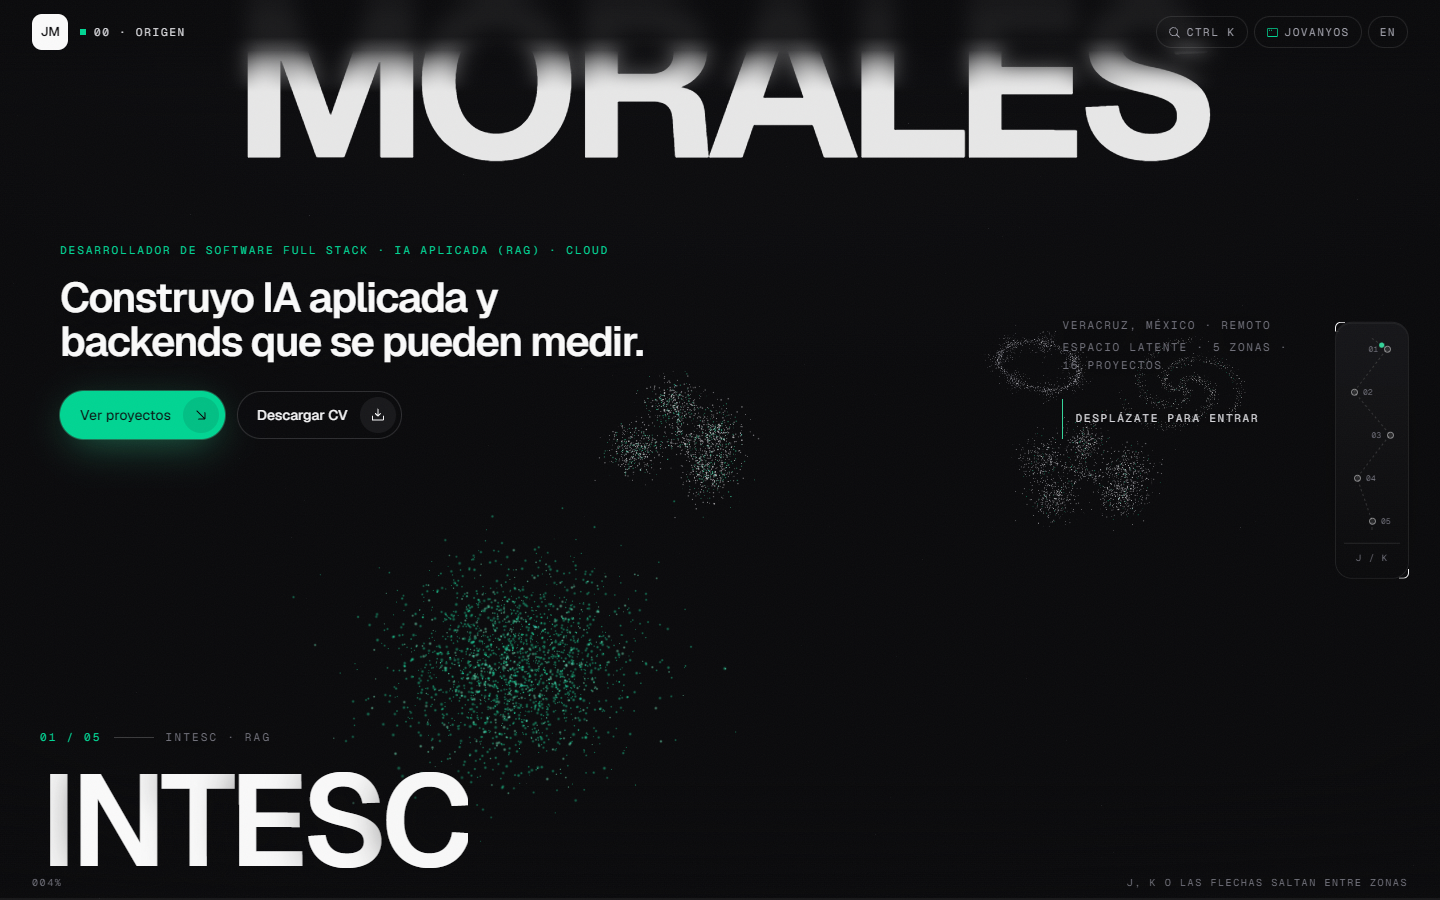 JM
00 · ORIGEN
CTRL K
JOVANYOS
EN
MORALES
DESARROLLADOR DE SOFTWARE FULL STACK · IA APLICADA (RAG) · CLOUD
Construyo IA aplicada y
backends que se pueden medir.
Ver proyectos
Descargar CV
VERACRUZ, MÉXICO · REMOTO
ESPACIO LATENTE · 5 ZONAS ·
16 PROYECTOS
DESPLÁZATE PARA ENTRAR
01
02
03
04
05
J / K
01 / 05
INTESC · RAG
INTESC
004%
J, K O LAS FLECHAS SALTAN ENTRE ZONAS